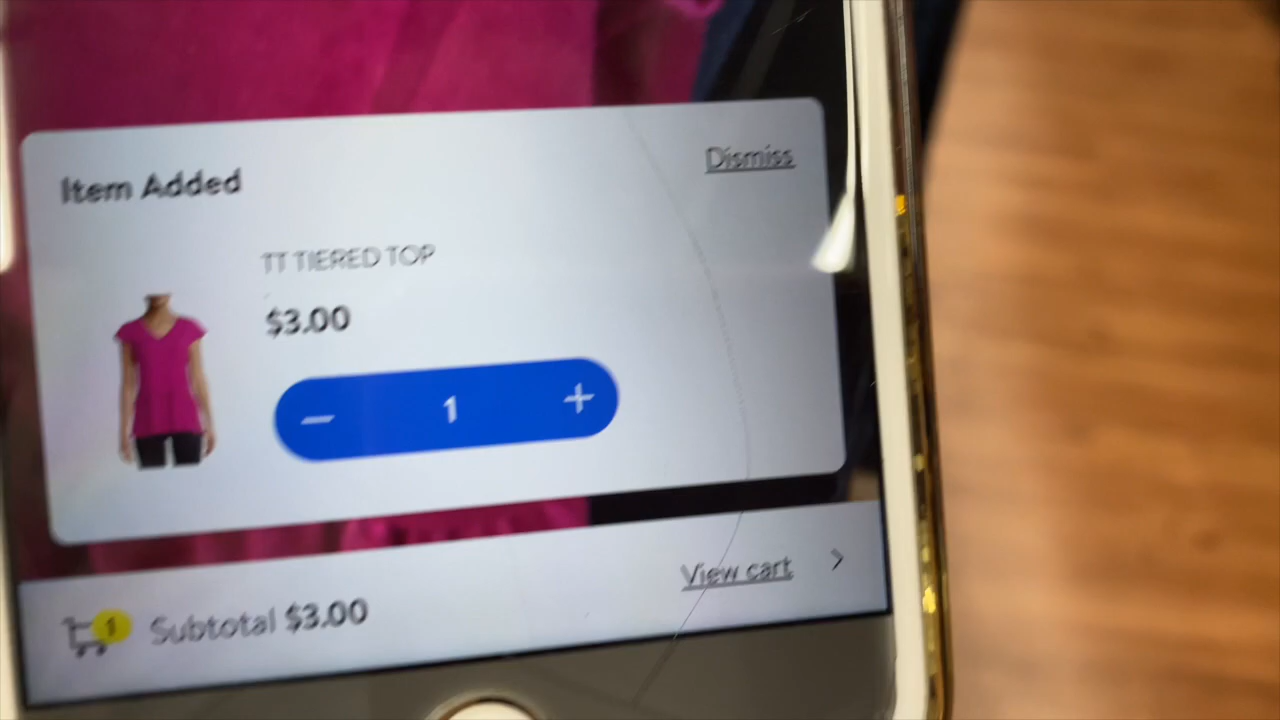 Item Added
Dismiss
TT TIERED TOP
$3.00
− 1 +
View cart >
1 Subtotal $3.00